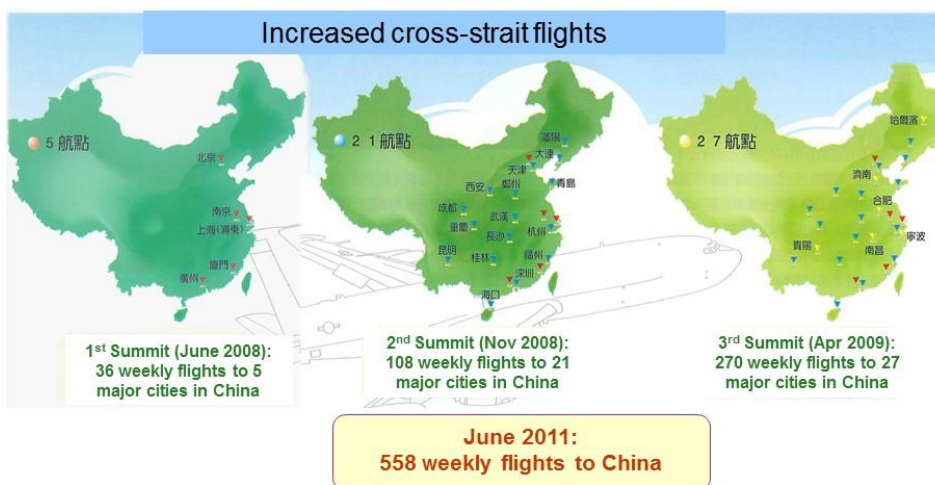 Increased cross-strait flights
5 航點
北京
南京
上海(浦東)
廈門
廣州
1st Summit (June 2008):
36 weekly flights to 5
major cities in China
2 1 航點
瀋陽
大連
天津
青島
鄭州
西安
成都
武漢
重慶
杭州
長沙
昆明
桂林
福州
深圳
海口
2nd Summit (Nov 2008):
108 weekly flights to 21
major cities in China
2 7 航點
哈爾濱
濟南
合肥
寧波
貴陽
南昌
3rd Summit (Apr 2009):
270 weekly flights to 27
major cities in China
June 2011:
558 weekly flights to China